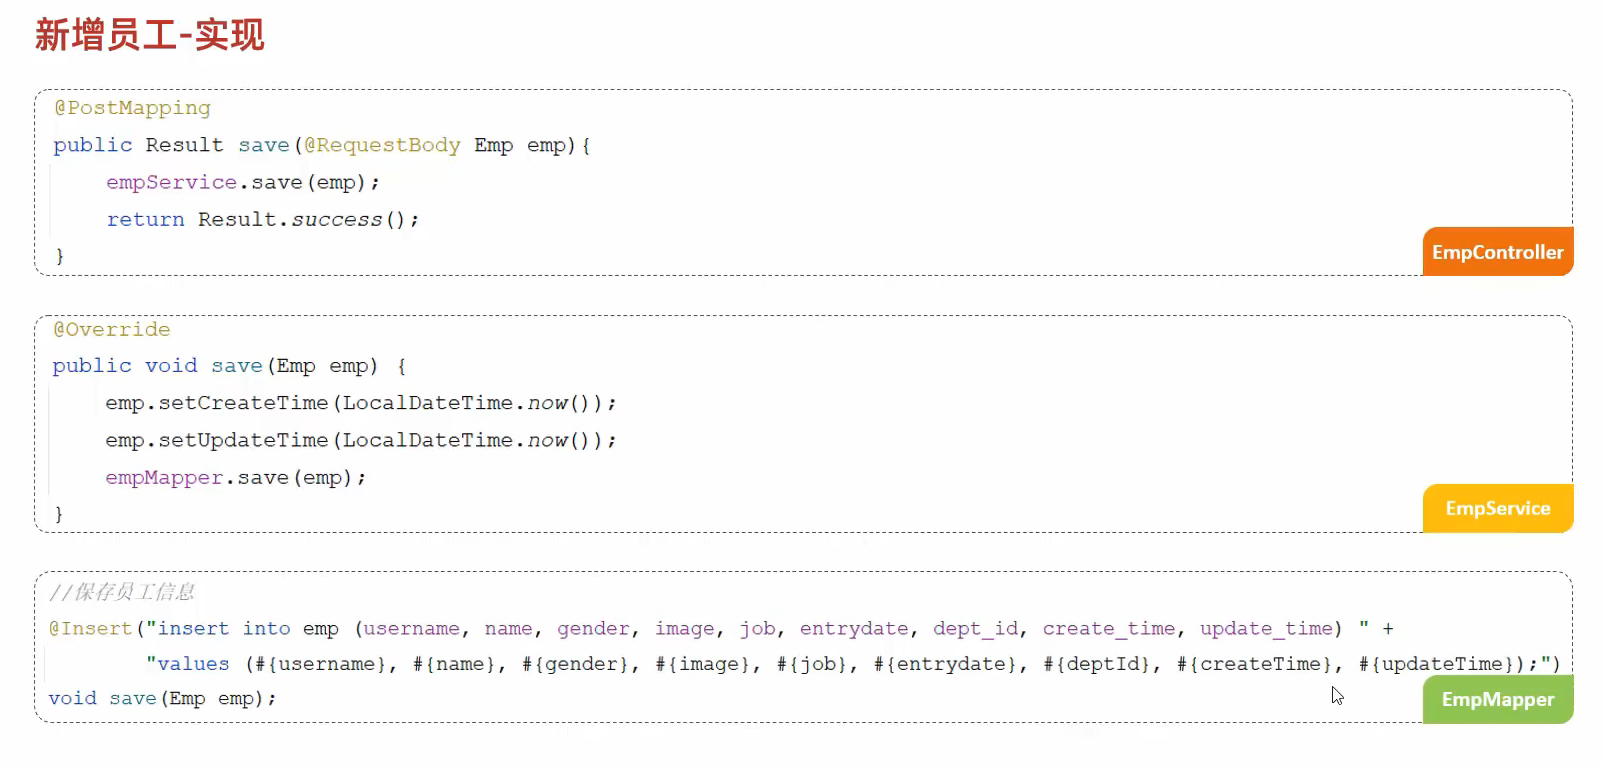 新增员工-实现
@PostMapping
public Result save(@RequestBody Emp emp){
empService.save(emp);
return Result.success();
}
EmpController
@Override
public void save(Emp emp) {
emp.setCreateTime(LocalDateTime.now());
emp.setUpdateTime(LocalDateTime.now());
empMapper.save(emp);
}
EmpService
//保存员工信息
@Insert("insert into emp (username, name, gender, image, job, entrydate, dept_id, create_time, update_time) " +
"values (#{username}, #{name}, #{gender}, #{image}, #{job}, #{entrydate}, #{deptId}, #{createTime}, #{updateTime});")
void save(Emp emp);
EmpMapper